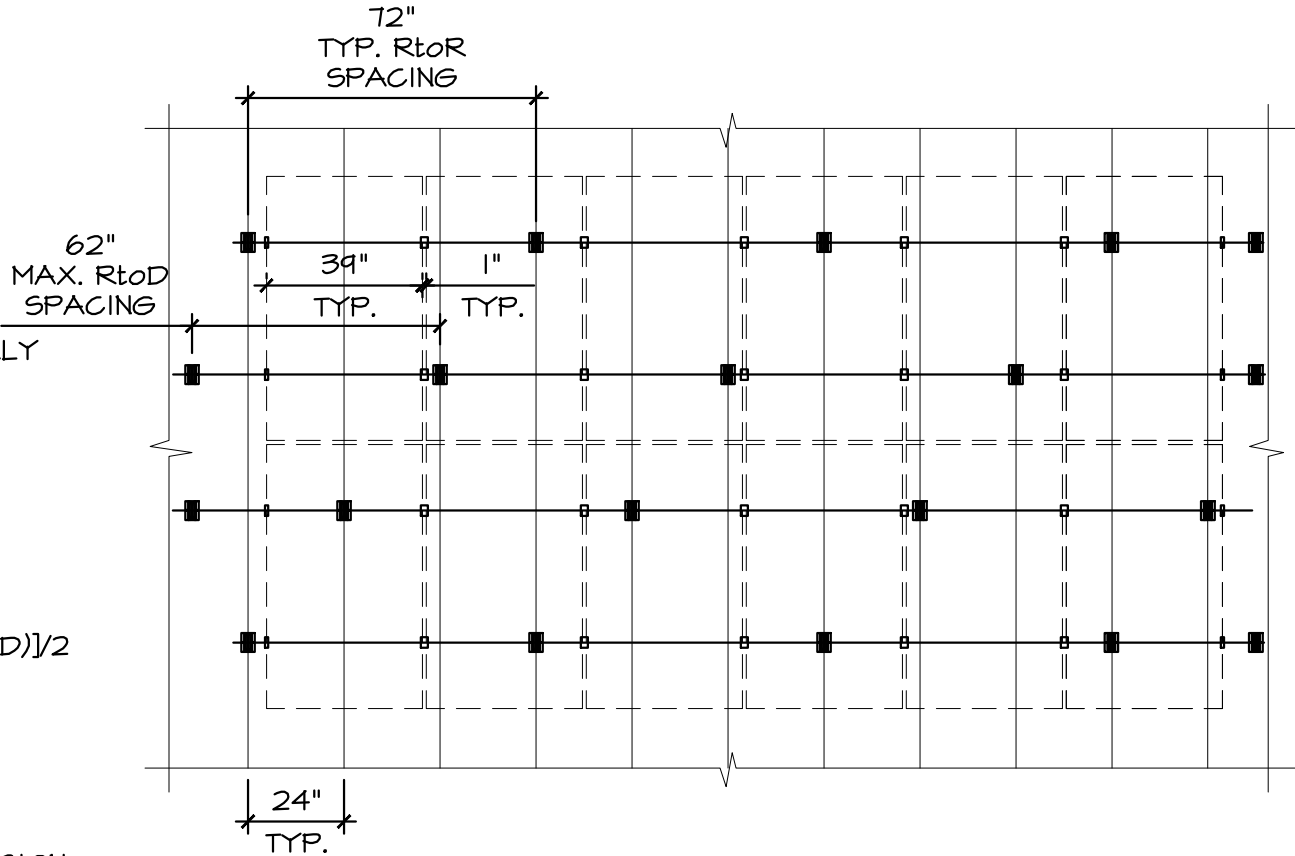 72"
TYP. RtoR
SPACING
62"
MAX. RtoD
SPACING
LY
39"
TYP.
1"
TYP.
D)]/2
24"
TYP.